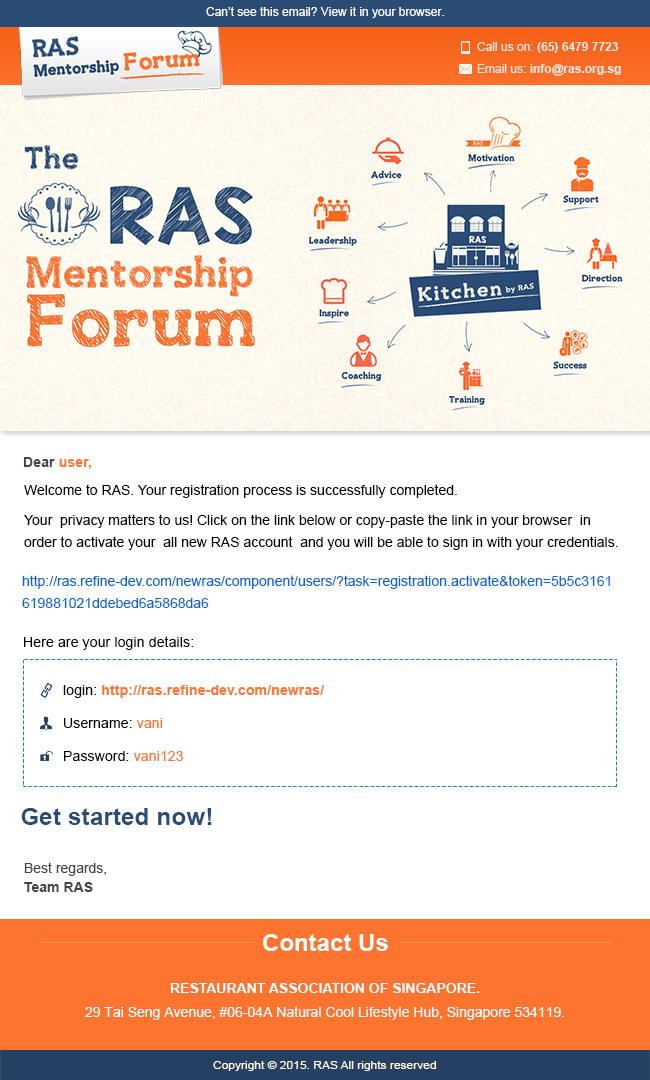 Can't see this email? View it in your browser.
RAS
Mentorship Forum
Call us on: (65) 6479 7723
Email us: info@ras.org.sg
The
RAS
Mentorship
Forum
RAS
Motivation
Advice
Support
Leadership
RAS
Direction
Kitchen by RAS
Inspire
Success
Coaching
Training
Dear user,
Welcome to RAS. Your registration process is successfully completed.
Your privacy matters to us! Click on the link below or copy-paste the link in your browser in
order to activate your all new RAS account and you will be able to sign in with your credentials.
http://ras.refine-dev.com/newras/component/users/?task=registration.activate&token=5b5c3161
619881021ddebed6a5868da6
Here are your login details:
login: http://ras.refine-dev.com/newras/
Username: vani
Password: vani123
Get started now!
Best regards,
Team RAS
Contact Us
RESTAURANT ASSOCIATION OF SINGAPORE.
29 Tai Seng Avenue, #06-04A Natural Cool Lifestyle Hub, Singapore 534119.
Copyright © 2015. RAS All rights reserved